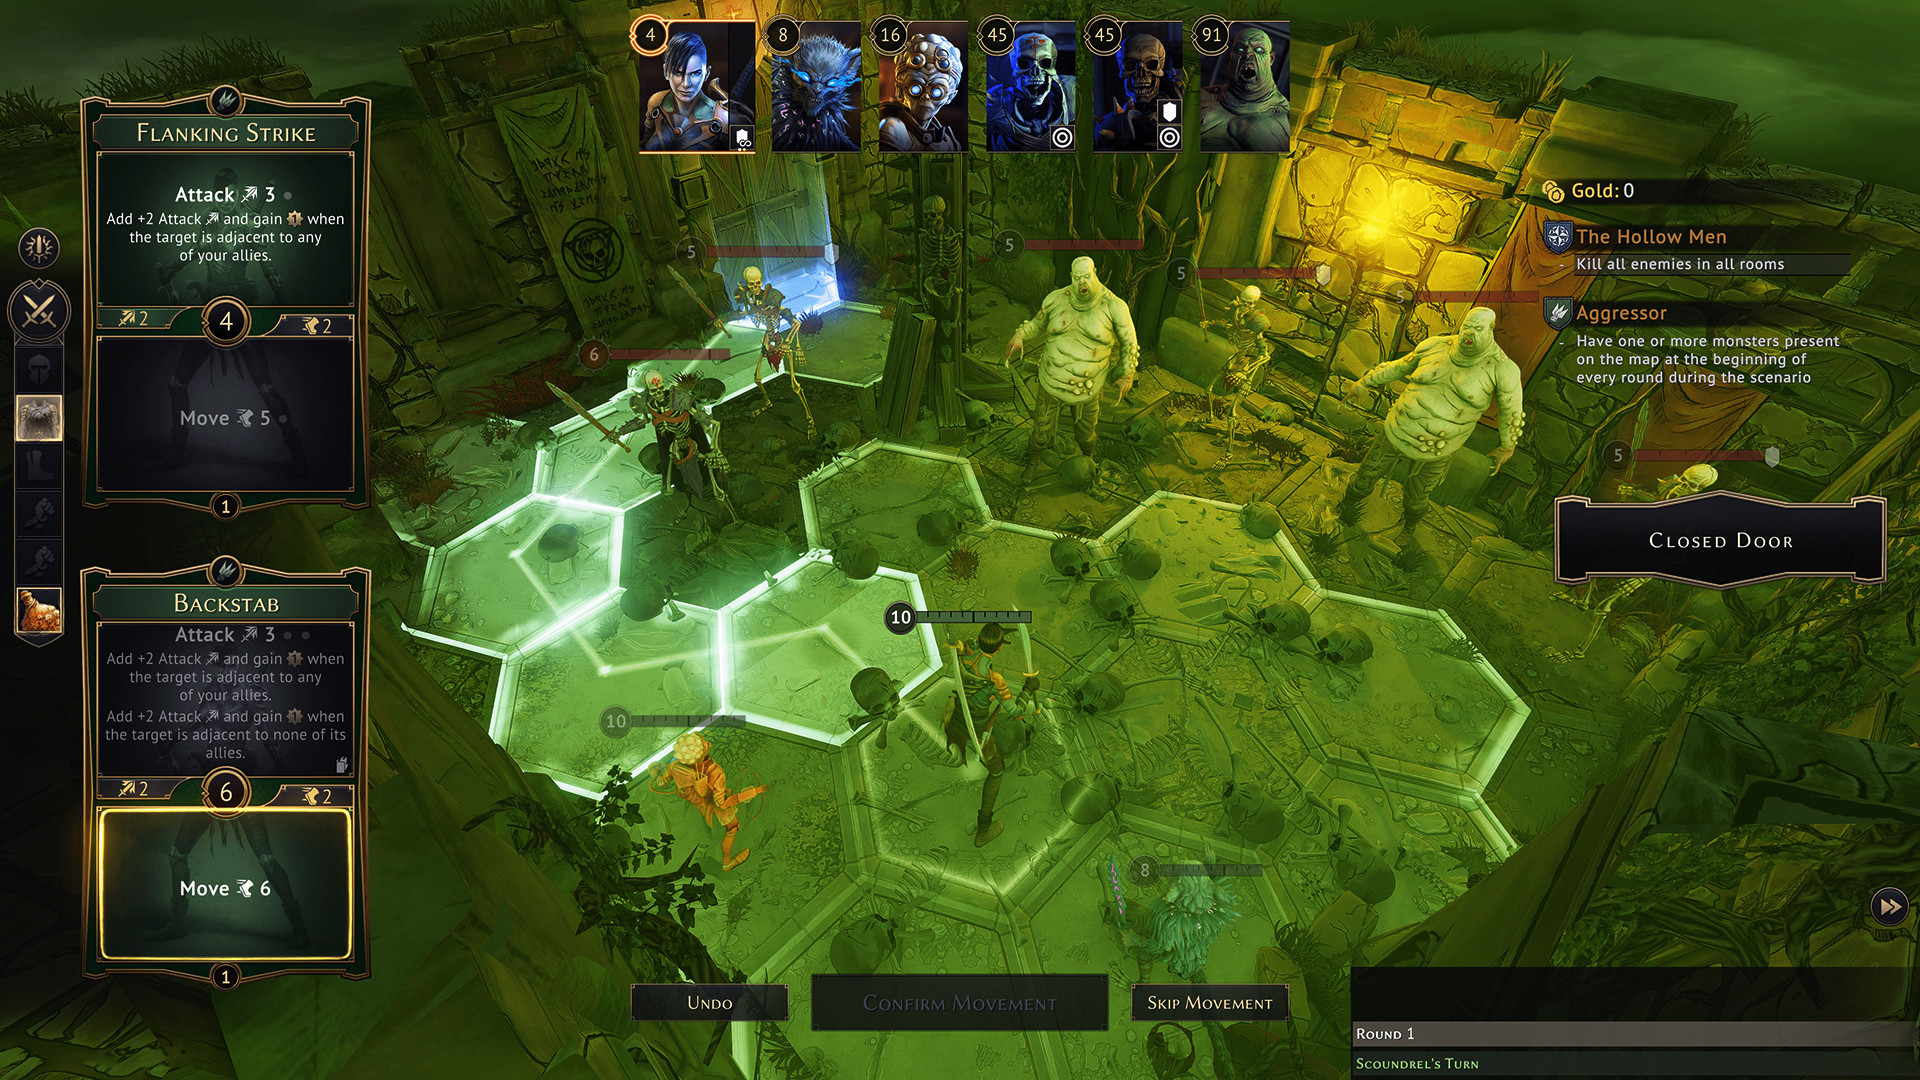 4
8
16
45
45
91
Flanking Strike
Attack 3
Add +2 Attack and gain 1 when
the target is adjacent to any
of your allies.
2
4
2
Move 5
1
Backstab
Attack 3
Add +2 Attack and gain 1 when
the target is adjacent to any
of your allies.
Add +2 Attack and gain 1 when
the target is adjacent to none of its
allies.
2
6
2
Move 6
1
5
5
5
5
6
5
10
10
8
Gold: 0
The Hollow Men
- Kill all enemies in all rooms
Aggressor
- Have one or more monsters present
on the map at the beginning of
every round during the scenario
Closed Door
Undo
Confirm Movement
Skip Movement
Round 1
Scoundrel's Turn